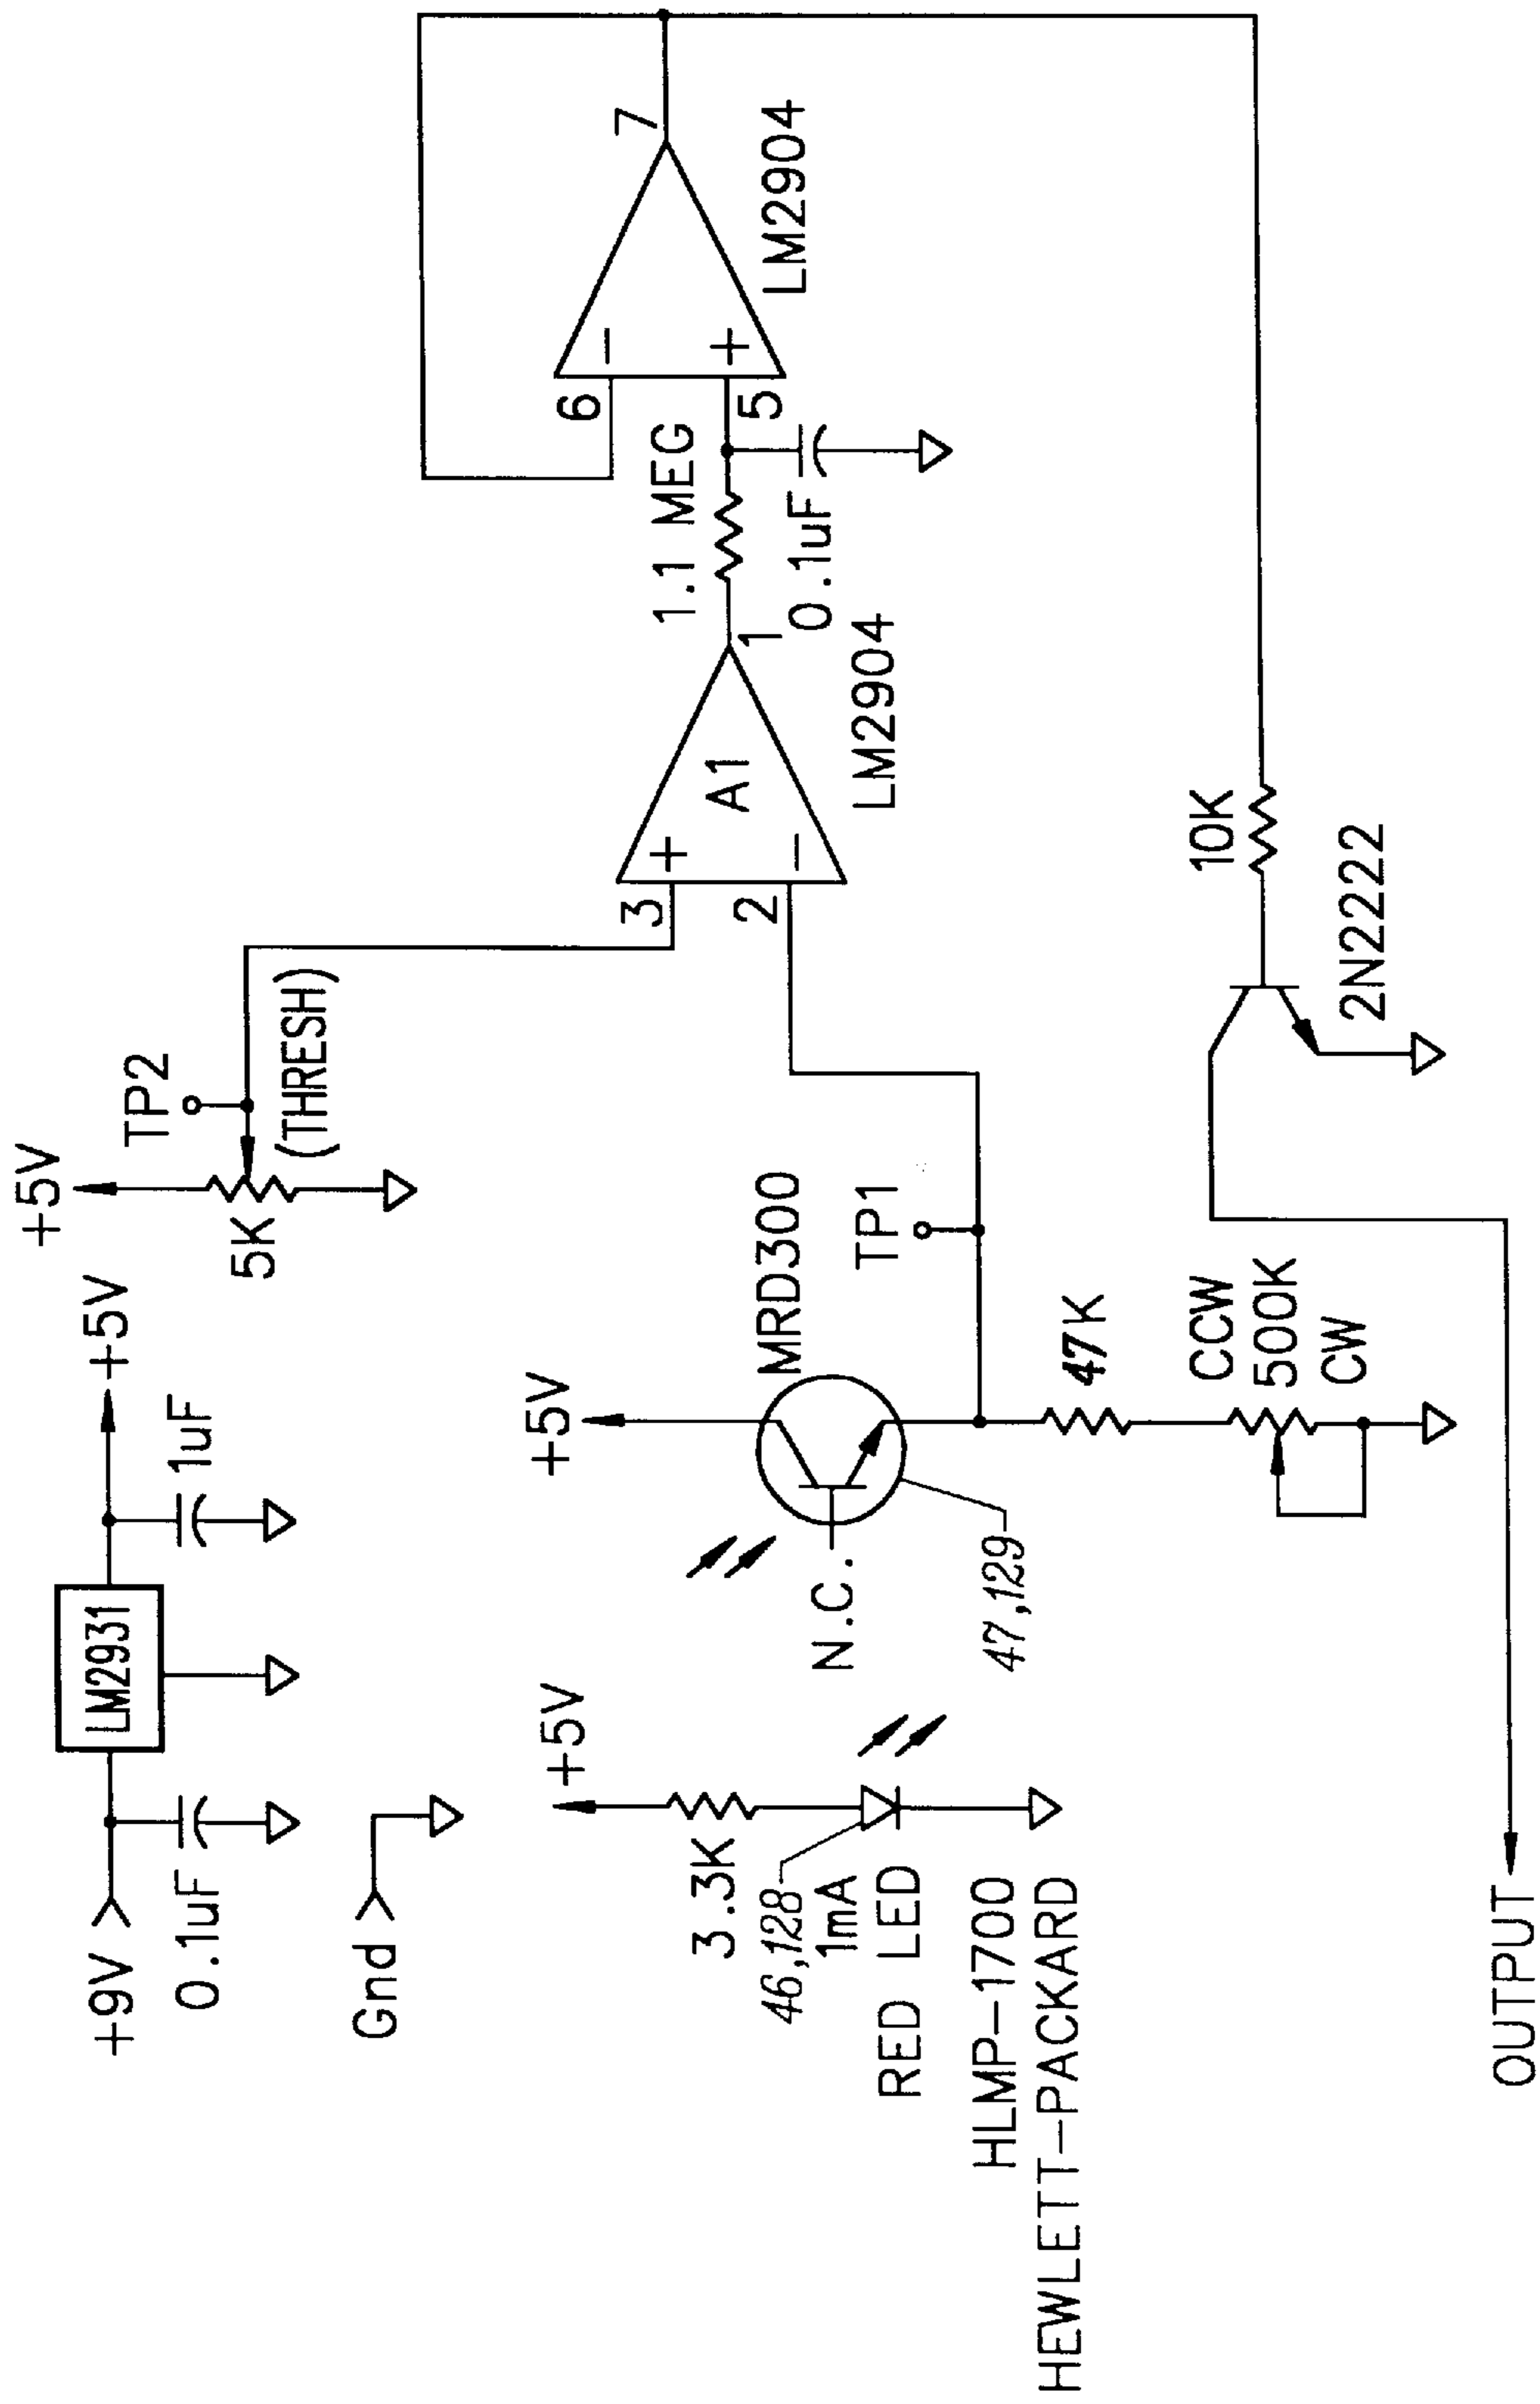 +9V
0.1uF
LM2931
+5V
1uF
Gnd
+5V
5K
TP2
(THRESH)
+5V
3.3K
46,128
1mA
RED LED
HLMP-1700
HEWLETT-PACKARD
+5V
N.C.
MRD300
47,129
TP1
47K
CCW
500K
CW
3
2
+
-
A1
1
LM2904
1.1 MEG
0.1uF
6
5
-
+
7
LM2904
10K
2N2222
OUTPUT